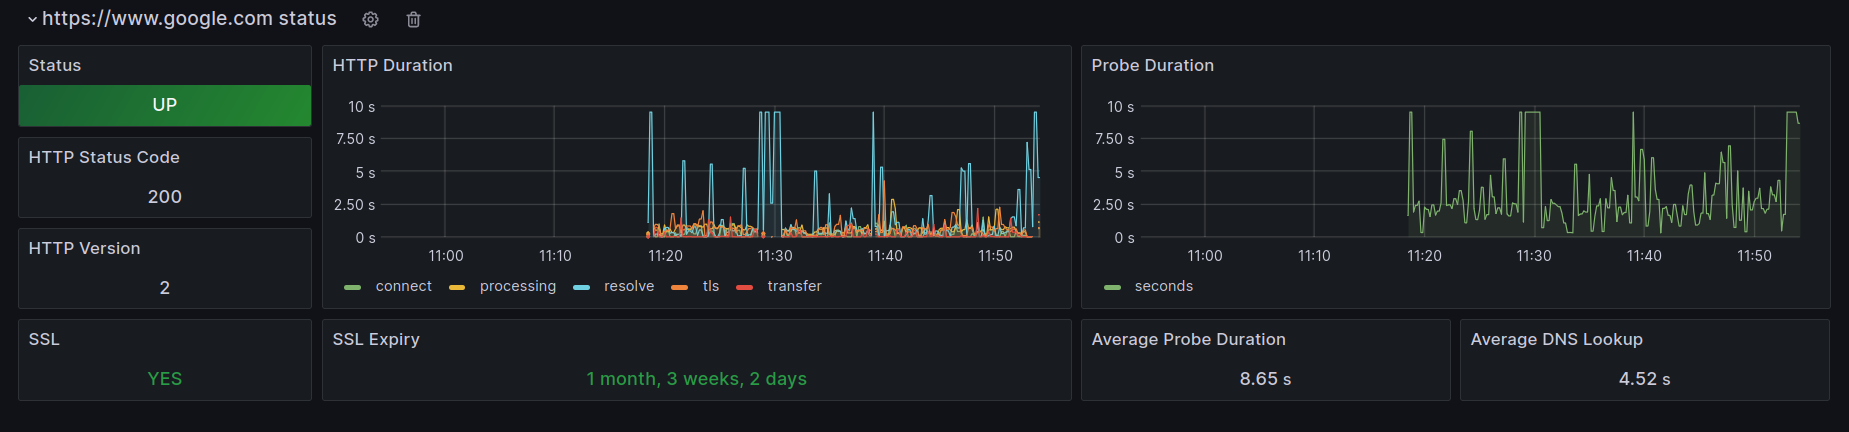 https://www.google.com status
Status
UP
HTTP Status Code
200
HTTP Version
2
SSL
YES
HTTP Duration
10 s
7.50 s
5 s
2.50 s
0 s
11:00 11:10 11:20 11:30 11:40 11:50
connect processing resolve tls transfer
Probe Duration
10 s
7.50 s
5 s
2.50 s
0 s
11:00 11:10 11:20 11:30 11:40 11:50
seconds
SSL Expiry
1 month, 3 weeks, 2 days
Average Probe Duration
8.65 s
Average DNS Lookup
4.52 s